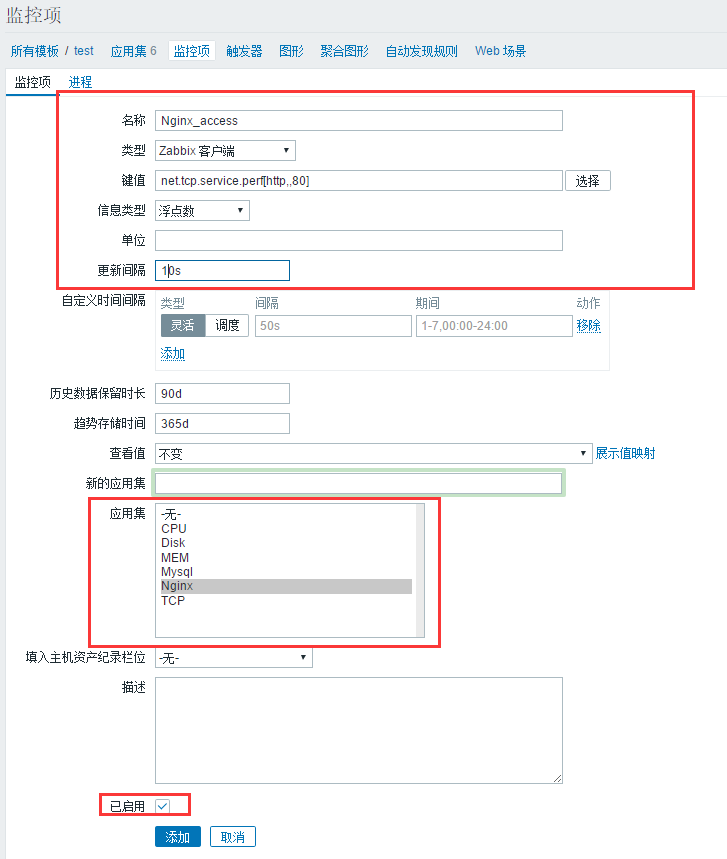 监控项
所有模板 / test 应用集 6 监控项 触发器 图形 聚合图形 自动发现规则 Web 场景
监控项 进程
名称 Nginx_access
类型 Zabbix 客户端
键值 net.tcp.service.perf[http,,80] 选择
信息类型 浮点数
单位
更新间隔 10s
自定义时间间隔 类型 间隔 期间 动作
灵活 调度 50s 1-7,00:00-24:00 移除
添加
历史数据保留时长 90d
趋势存储时间 365d
查看值 不变 展示值映射
新的应用集
应用集 -无-
CPU
Disk
MEM
Mysql
Nginx
TCP
填入主机资产纪录栏位 -无-
描述
已启用
添加 取消